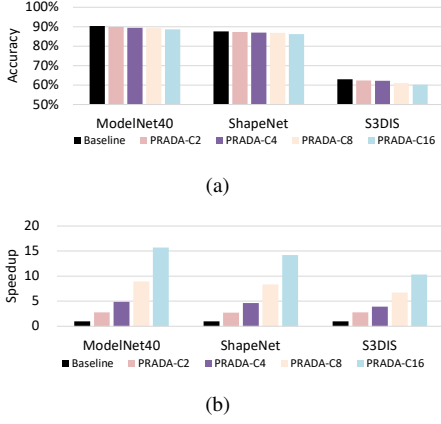 100%
90%
80%
70%
60%
50%
Accuracy
ModelNet40 ShapeNet S3DIS
Baseline PRADA-C2 PRADA-C4 PRADA-C8 PRADA-C16
(a)
20
15
10
5
0
Speedup
ModelNet40 ShapeNet S3DIS
Baseline PRADA-C2 PRADA-C4 PRADA-C8 PRADA-C16
(b)